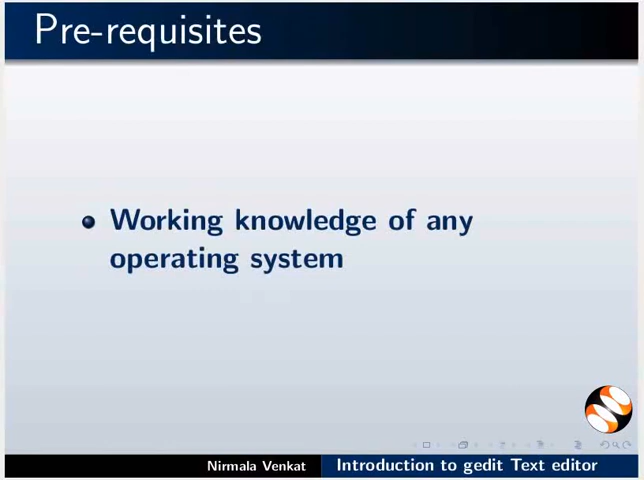 Pre-requisites
Working knowledge of any
operating system
Nirmala Venkat
Introduction to gedit Text editor